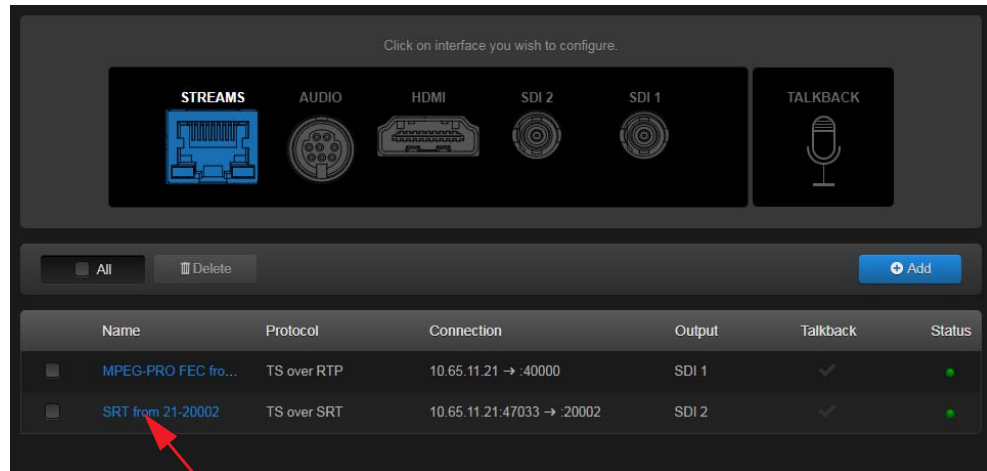 Click on interface you wish to configure.
STREAMS AUDIO HDMI SDI 2 SDI 1 TALKBACK
All Delete Add
Name Protocol Connection Output Talkback Status
MPEG-PRO FEC fro... TS over RTP 10.65.11.21 → :40000 SDI 1
SRT from 21-20002 TS over SRT 10.65.11.21:47033 → :20002 SDI 2